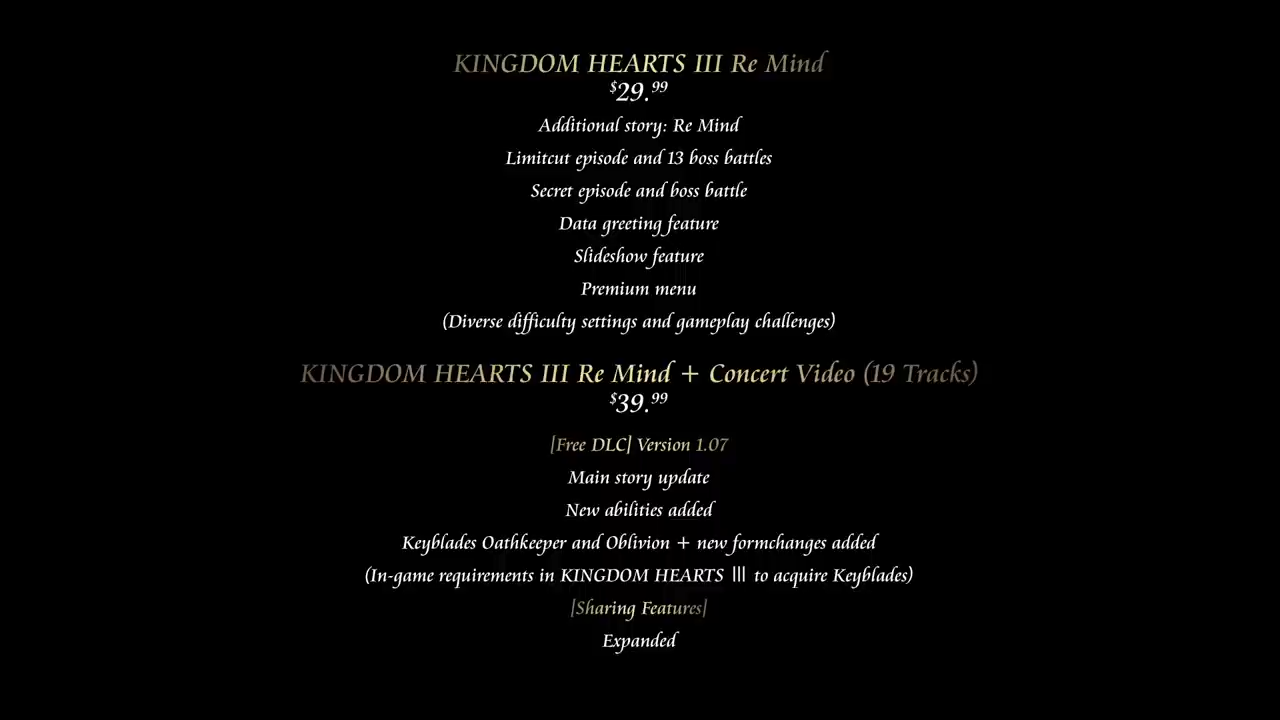 KINGDOM HEARTS III Re Mind
$29.99
Additional story: Re Mind
Limitcut episode and 13 boss battles
Secret episode and boss battle
Data greeting feature
Slideshow feature
Premium menu
(Diverse difficulty settings and gameplay challenges)
KINGDOM HEARTS III Re Mind + Concert Video (19 Tracks)
$39.99
[Free DLC] Version 1.07
Main story update
New abilities added
Keyblades Oathkeeper and Oblivion + new formchanges added
(In-game requirements in KINGDOM HEARTS III to acquire Keyblades)
[Sharing Features]
Expanded